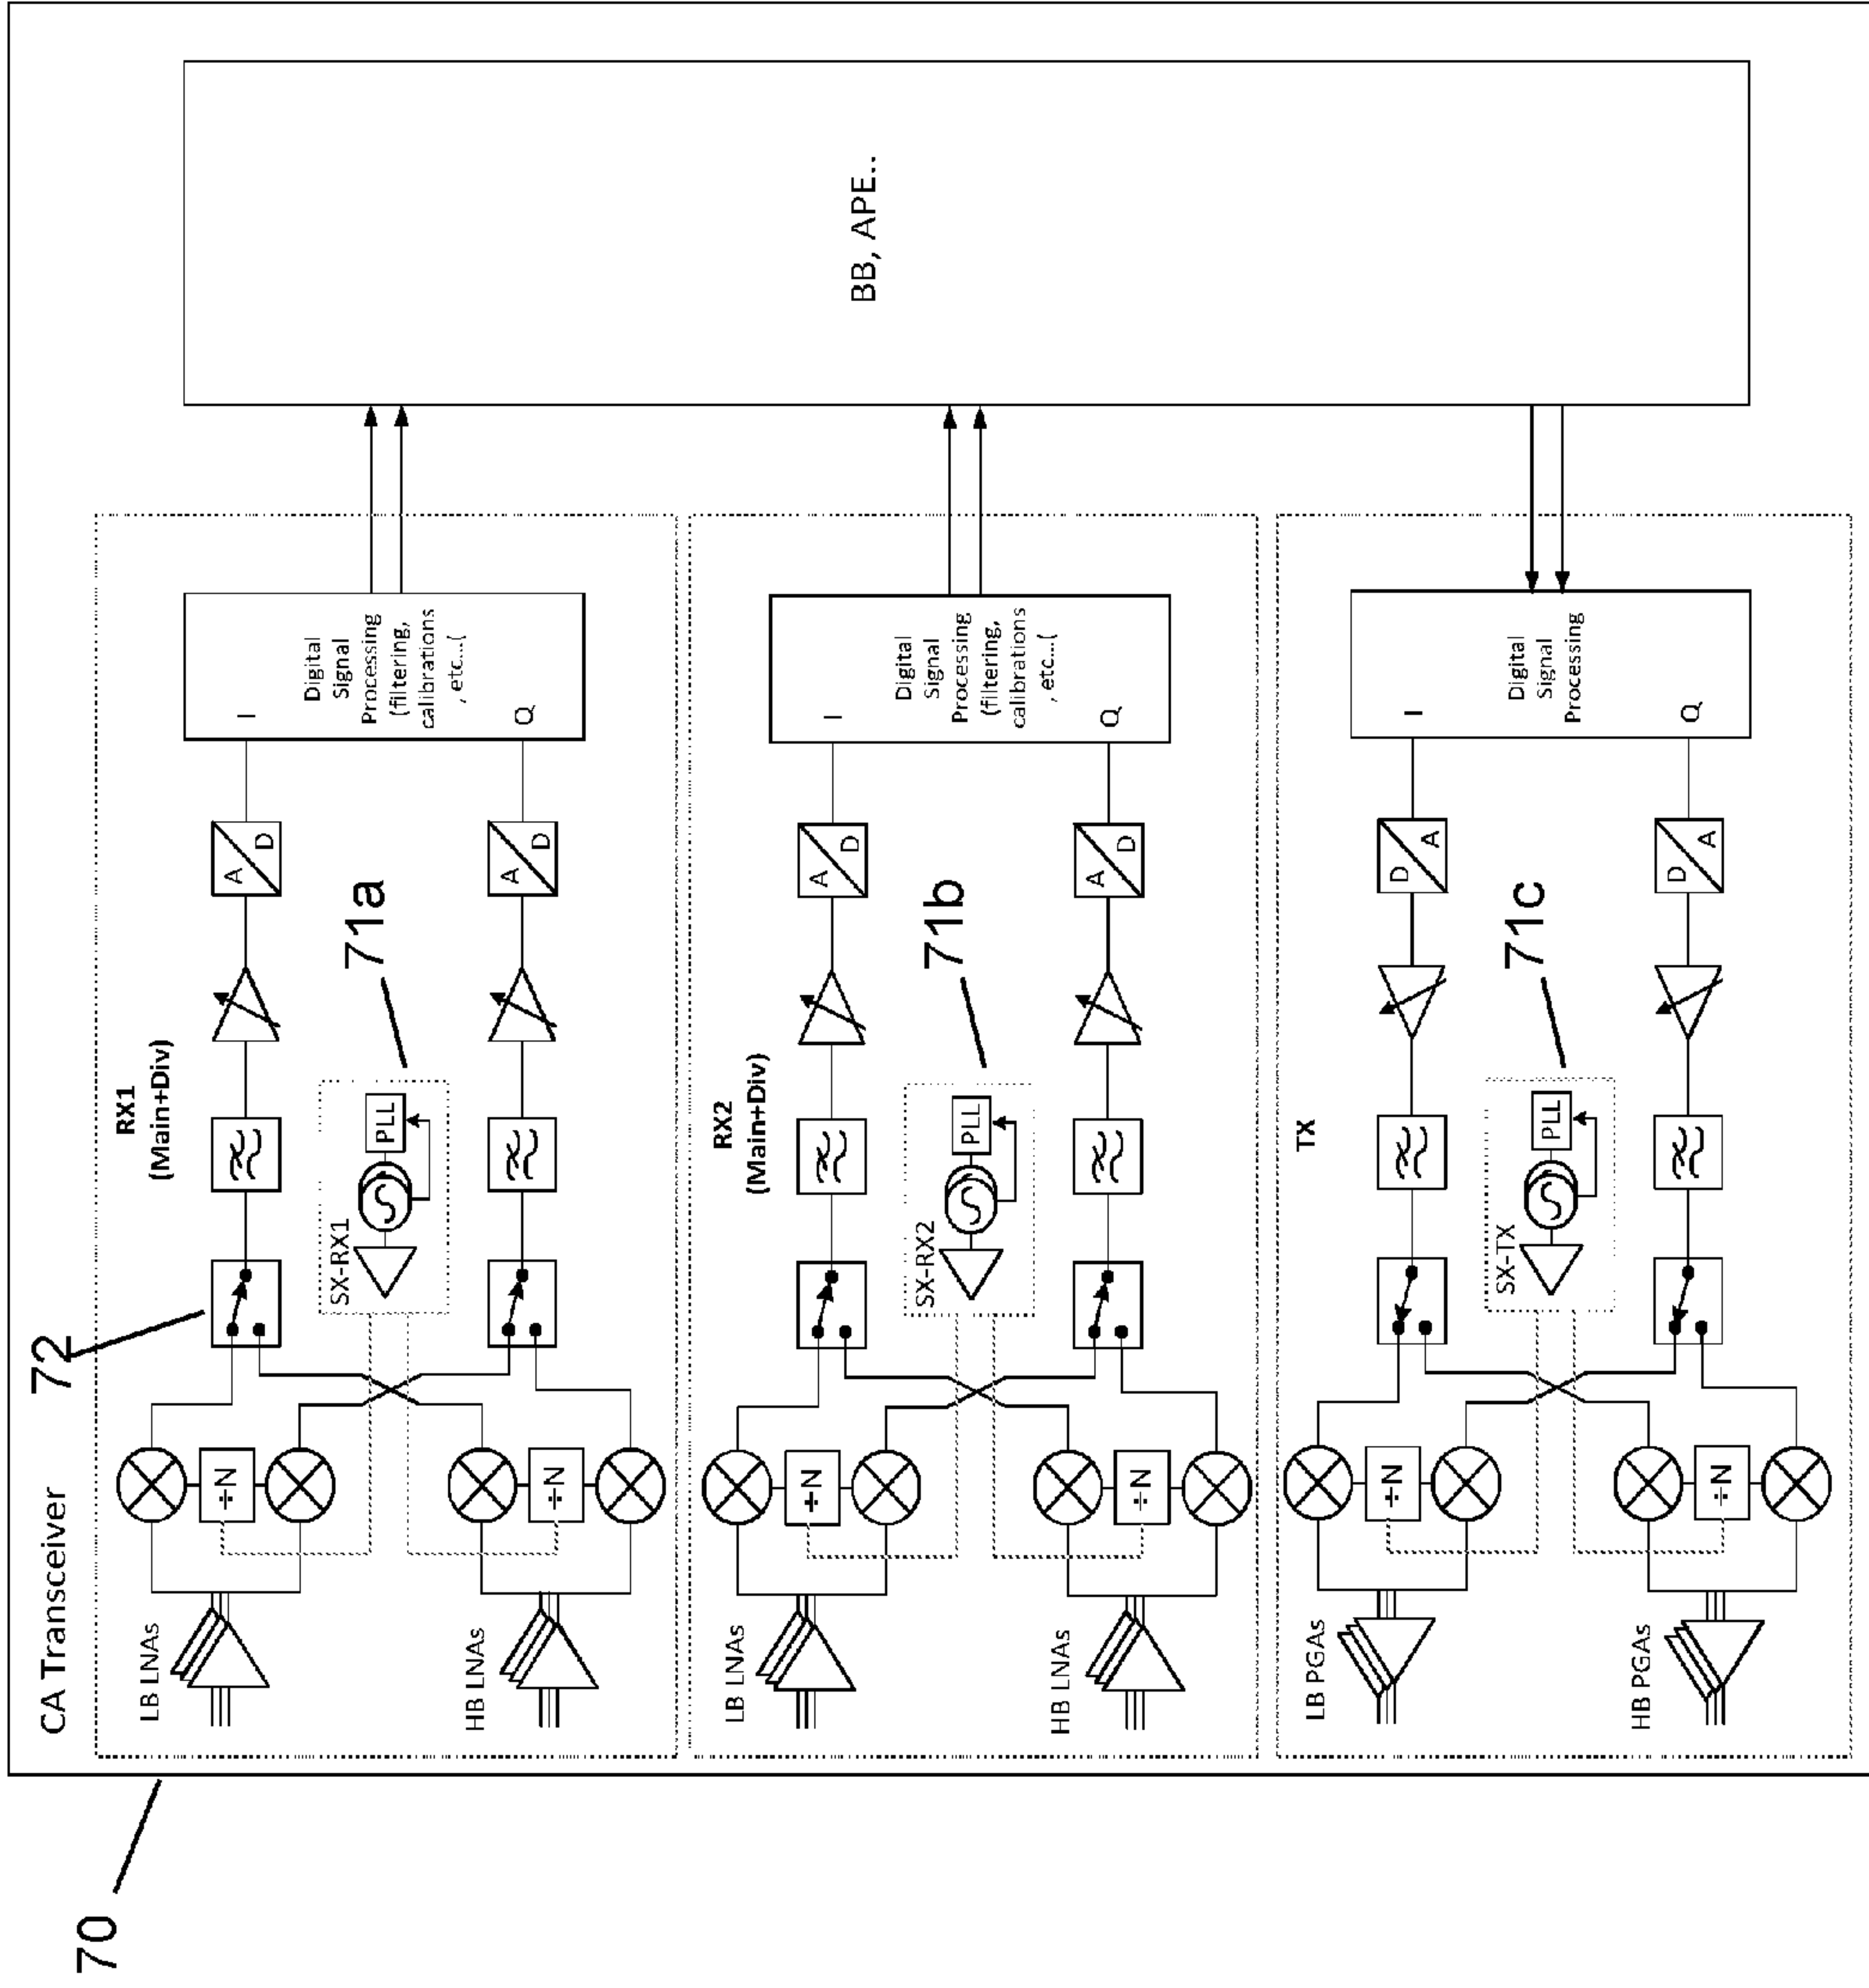 70
CA Transceiver
72
RX1
(Main+Div)
LB LNAs
÷N
HB LNAs
÷N
SX-RX1
PLL
71a
A
D
A
D
I
Q
Digital
Signal
Processing
(filtering,
calibrations
, etc...(
RX2
(Main+Div)
LB LNAs
÷N
HB LNAs
÷N
SX-RX2
PLL
71b
A
D
A
D
I
Q
Digital
Signal
Processing
(filtering,
calibrations
, etc...(
TX
LB PGAs
÷N
HB PGAs
÷N
SX-TX
PLL
71c
D
A
D
A
I
Q
Digital
Signal
Processing
BB, APE..